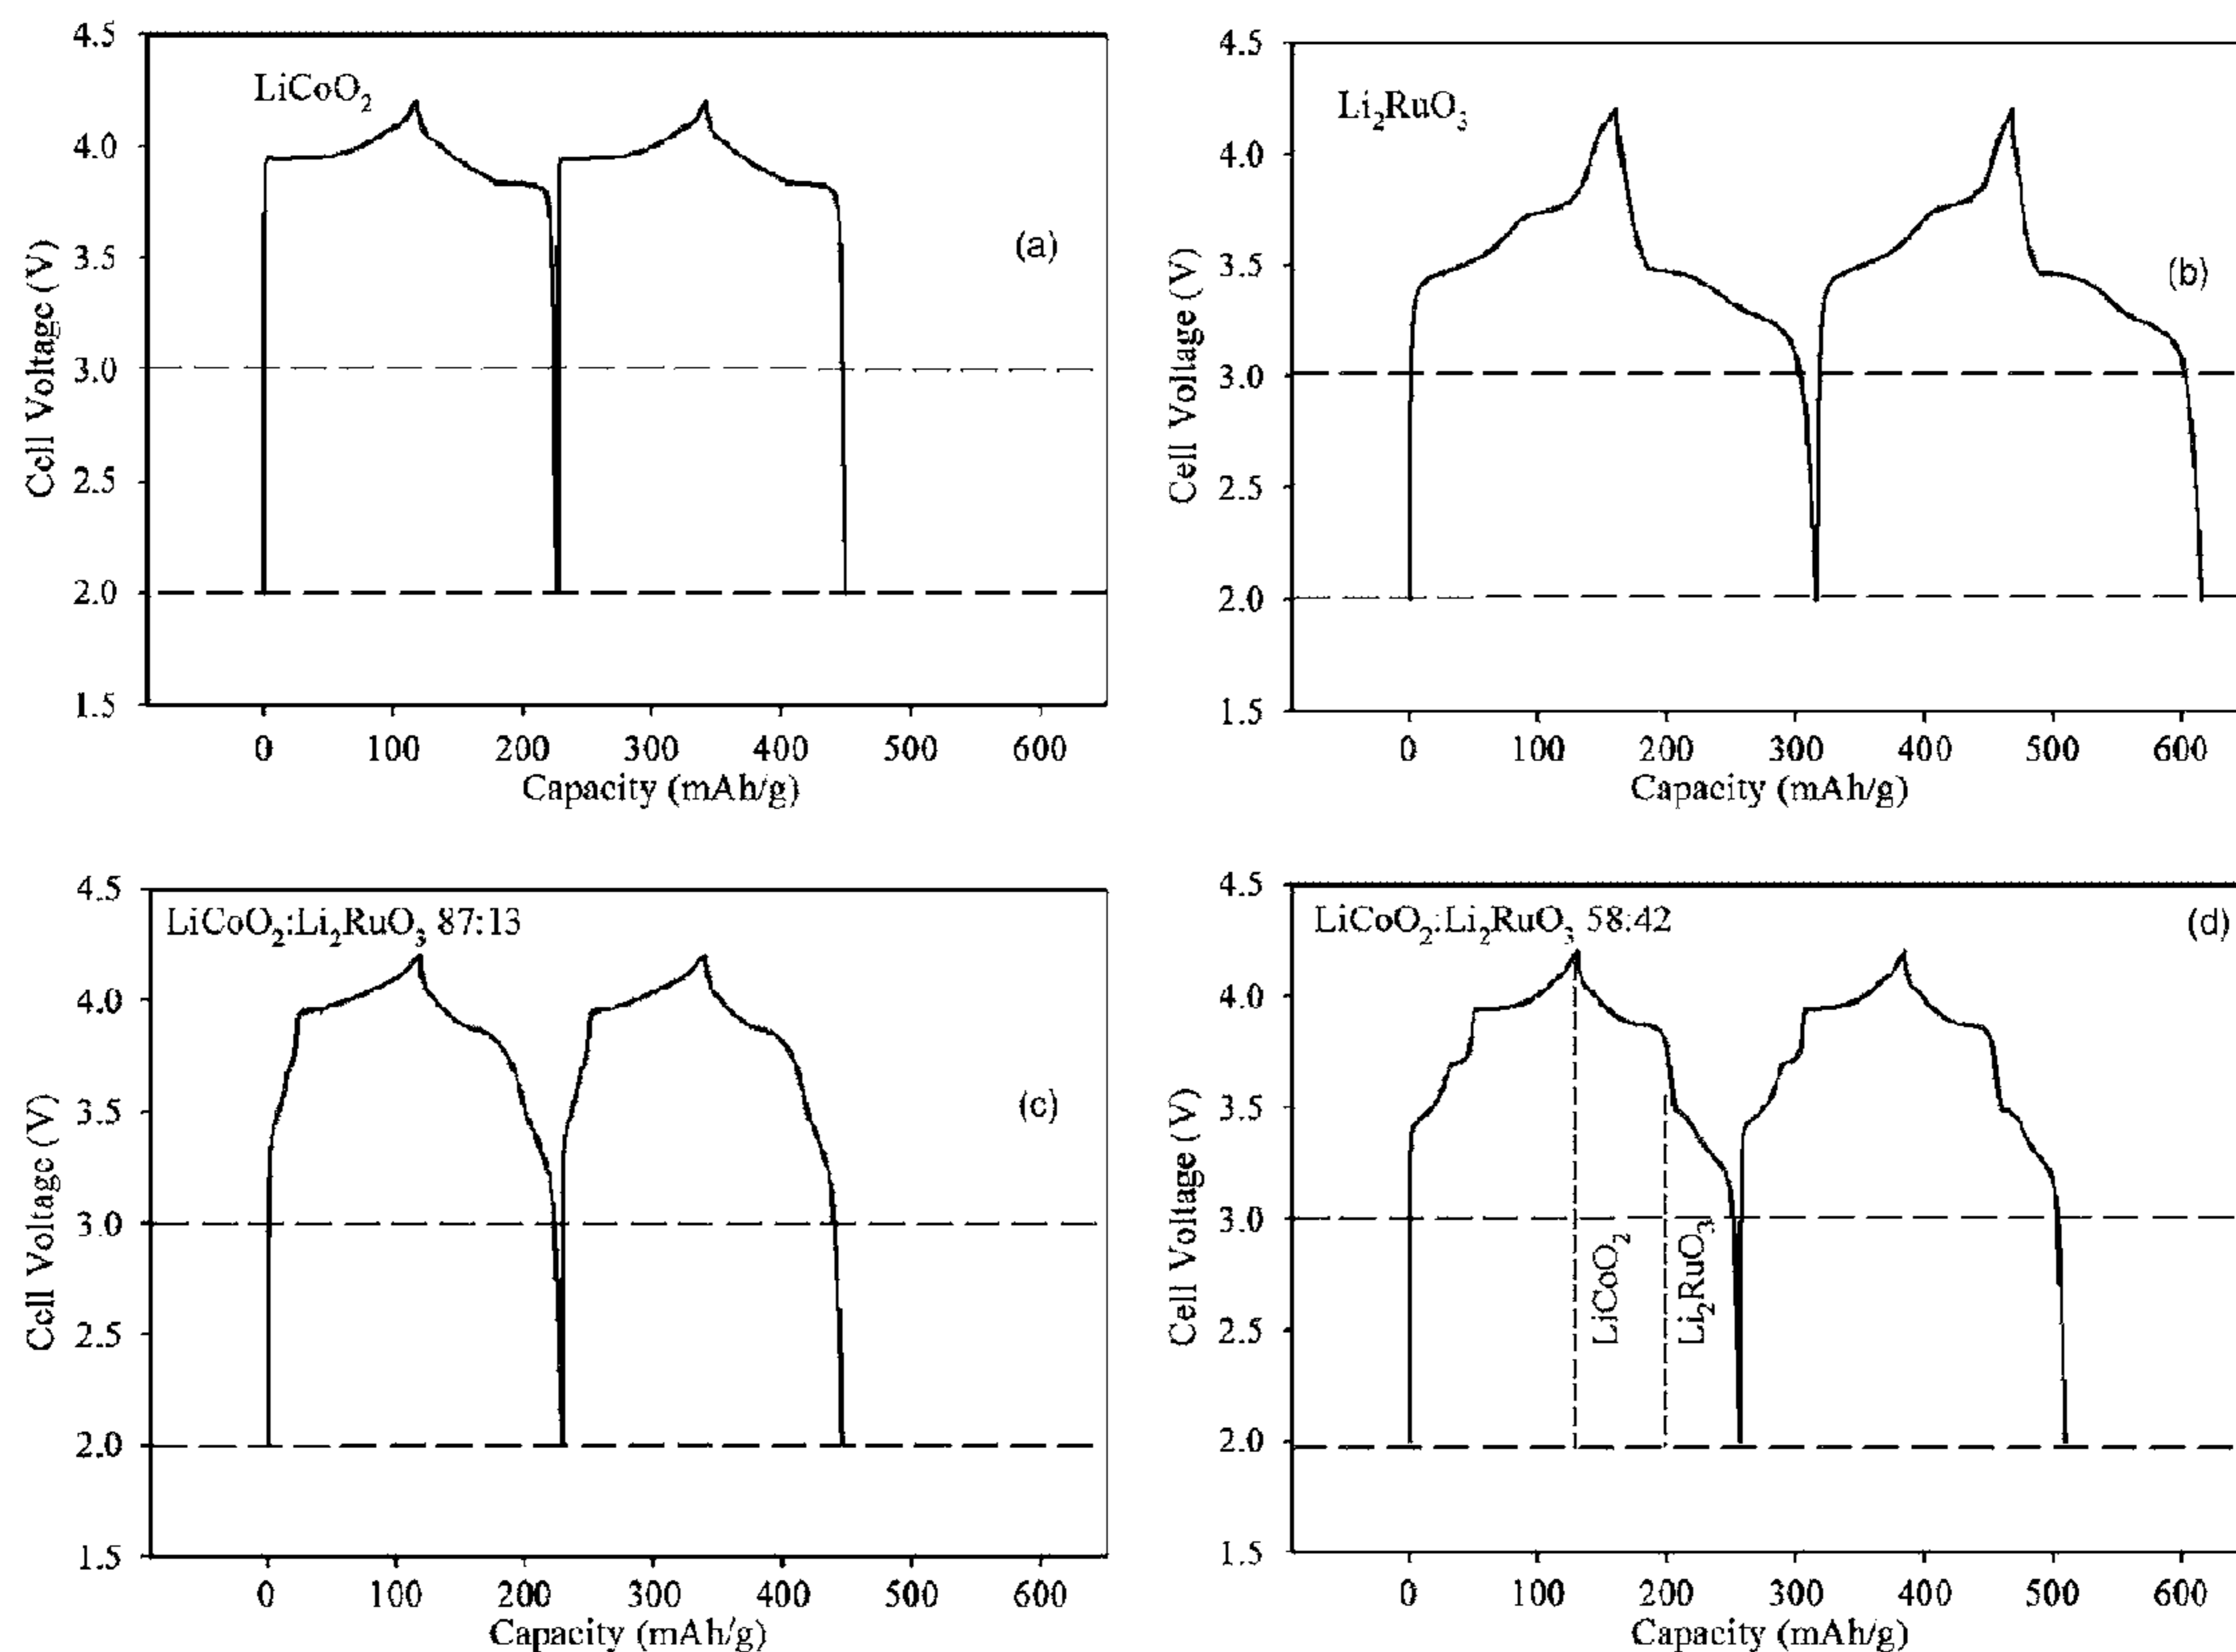 4.5
4.0
3.5
3.0
2.5
2.0
1.5
Cell Voltage (V)
LiCoO₂
(a)
0 100 200 300 400 500 600
Capacity (mAh/g)
4.5
4.0
3.5
3.0
2.5
2.0
1.5
Cell Voltage (V)
Li₂RuO₃
(b)
0 100 200 300 400 500 600
Capacity (mAh/g)
4.5
4.0
3.5
3.0
2.5
2.0
1.5
Cell Voltage (V)
LiCoO₂:Li₂RuO₃ 87:13
(c)
0 100 200 300 400 500 600
Capacity (mAh/g)
4.5
4.0
3.5
3.0
2.5
2.0
1.5
Cell Voltage (V)
LiCoO₂:Li₂RuO₃ 58:42
(d)
LiCoO₂
Li₂RuO₃
0 100 200 300 400 500 600
Capacity (mAh/g)